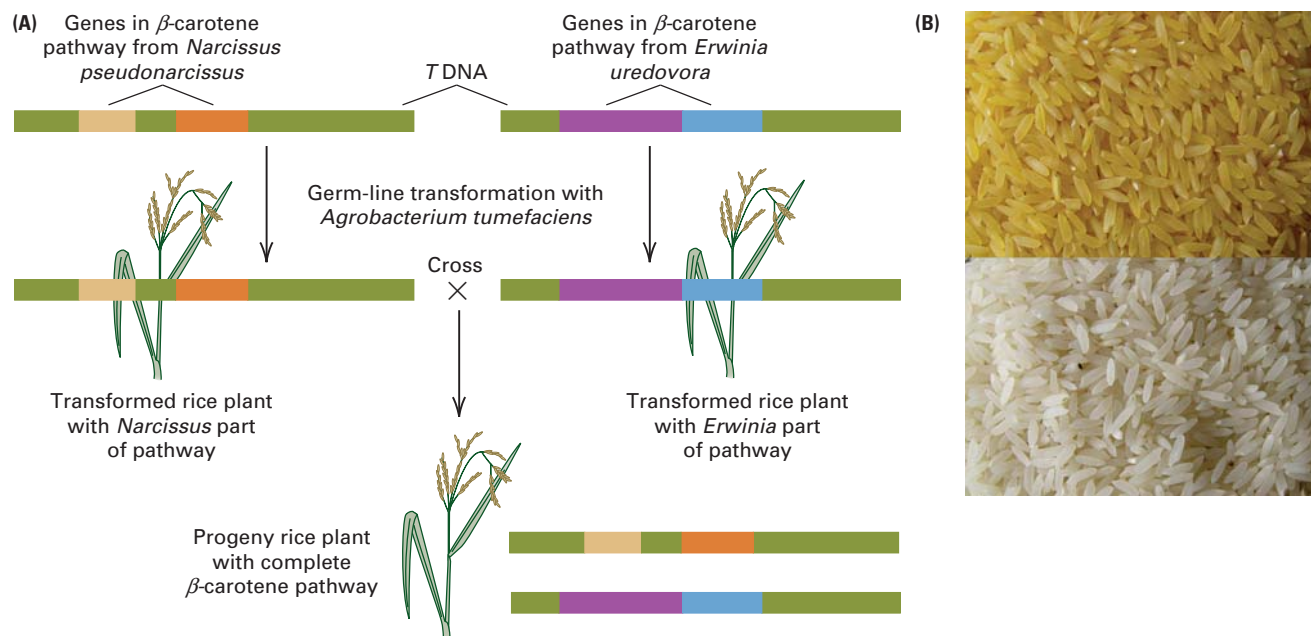 (A)
Genes in β-carotene
pathway from Narcissus
pseudonarcissus
T DNA
Genes in β-carotene
pathway from Erwinia
uredovora
(B)
Germ-line transformation with
Agrobacterium tumefaciens
Cross
×
Transformed rice plant
with Narcissus part
of pathway
Transformed rice plant
with Erwinia part
of pathway
Progeny rice plant
with complete
β-carotene pathway